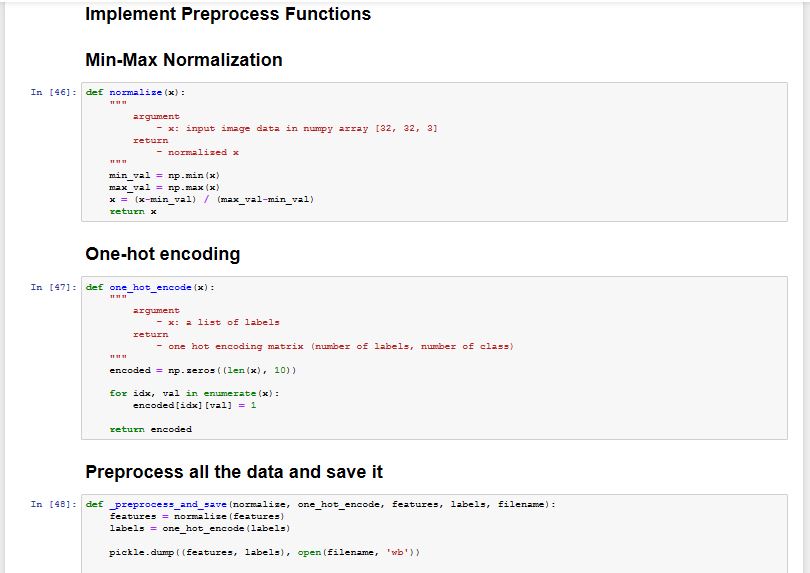 Implement Preprocess Functions
Min-Max Normalization
In [46]: def normalize(x):
"""
argument
- x: input image data in numpy array [32, 32, 3]
return
- normalized x
"""
min_val = np.min(x)
max_val = np.max(x)
x = (x-min_val) / (max_val-min_val)
return x
One-hot encoding
In [47]: def one_hot_encode(x):
"""
argument
- x: a list of labels
return
- one hot encoding matrix (number of labels, number of class)
"""
encoded = np.zeros((len(x), 10))
for idx, val in enumerate(x):
encoded[idx][val] = 1
return encoded
Preprocess all the data and save it
In [48]: def _preprocess_and_save(normalize, one_hot_encode, features, labels, filename):
features = normalize(features)
labels = one_hot_encode(labels)
pickle.dump((features, labels), open(filename, 'wb'))